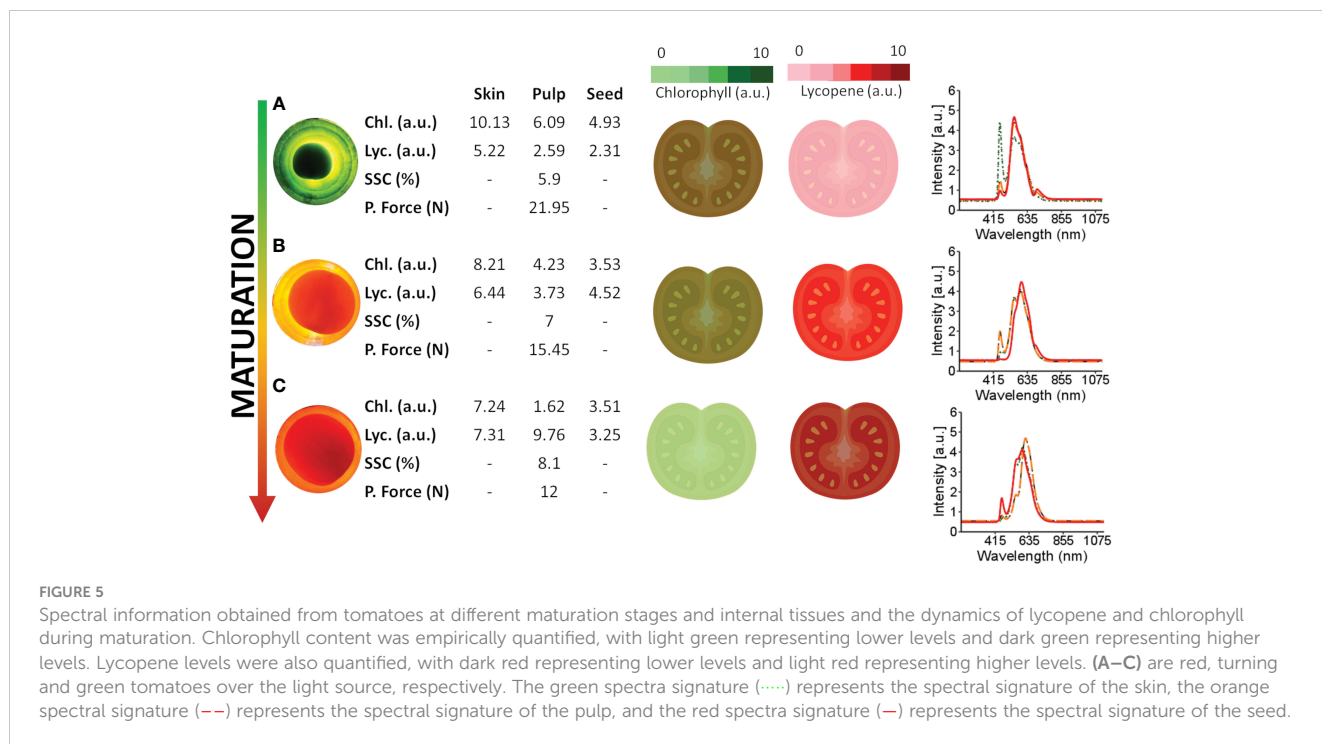 0 10 0 10
Chlorophyll (a.u.) Lycopene (a.u.)
MATURATION
A
Skin Pulp Seed
Chl. (a.u.) 10.13 6.09 4.93
Lyc. (a.u.) 5.22 2.59 2.31
SSC (%) - 5.9 -
P. Force (N) - 21.95 -
Intensity [a.u.]
6
5
4
3
2
1
0
415 635 855 1075
Wavelength (nm)
B
Chl. (a.u.) 8.21 4.23 3.53
Lyc. (a.u.) 6.44 3.73 4.52
SSC (%) - 7 -
P. Force (N) - 15.45 -
Intensity [a.u.]
6
5
4
3
2
1
0
415 635 855 1075
Wavelength (nm)
C
Chl. (a.u.) 7.24 1.62 3.51
Lyc. (a.u.) 7.31 9.76 3.25
SSC (%) - 8.1 -
P. Force (N) - 12 -
Intensity [a.u.]
6
5
4
3
2
1
0
415 635 855 1075
Wavelength (nm)
FIGURE 5
Spectral information obtained from tomatoes at different maturation stages and internal tissues and the dynamics of lycopene and chlorophyll
during maturation. Chlorophyll content was empirically quantified, with light green representing lower levels and dark green representing higher
levels. Lycopene levels were also quantified, with dark red representing lower levels and light red representing higher levels. (A–C) are red, turning
and green tomatoes over the light source, respectively. The green spectra signature (·····) represents the spectral signature of the skin, the orange
spectral signature (––) represents the spectral signature of the pulp, and the red spectra signature (—) represents the spectral signature of the seed.